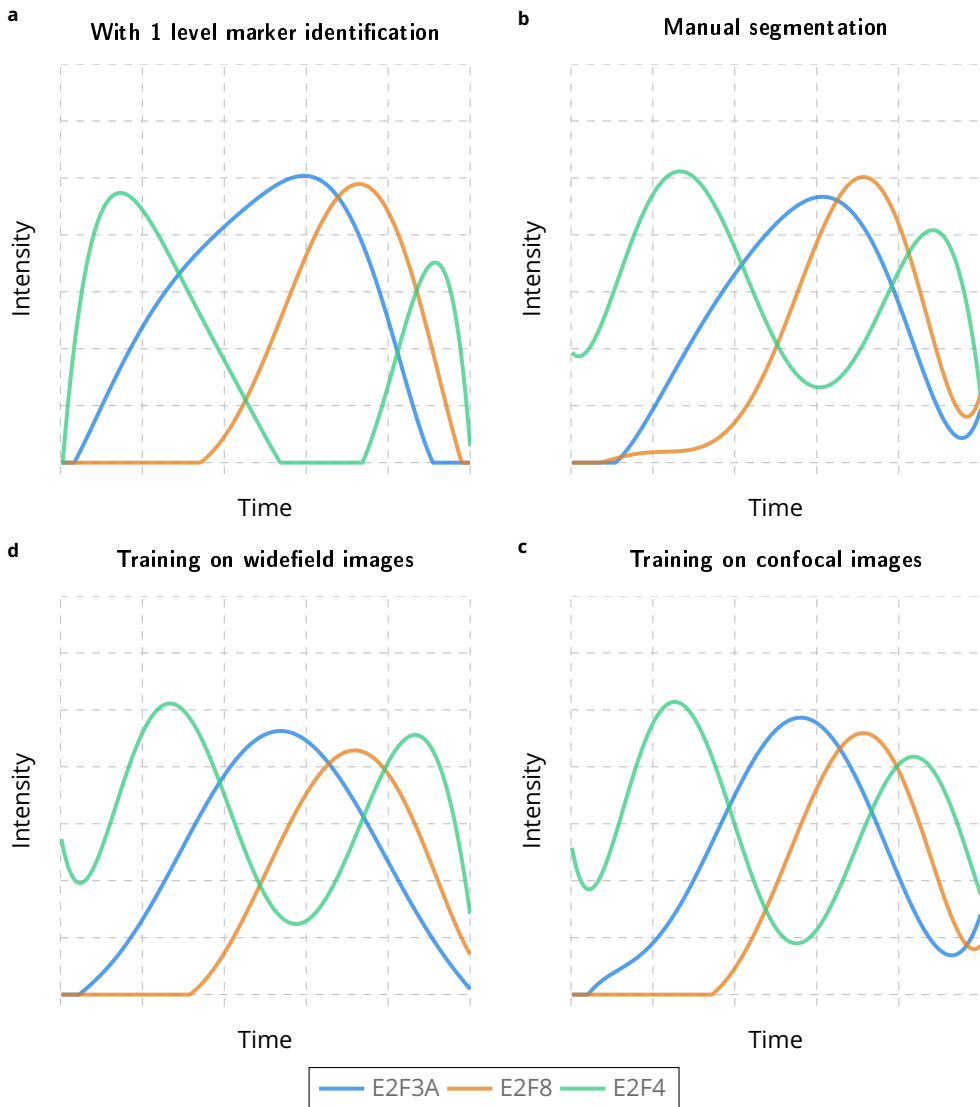 a
With 1 level marker identification
Intensity
Time
b
Manual segmentation
Intensity
Time
d
Training on widefield images
Intensity
Time
c
Training on confocal images
Intensity
Time
E2F3A E2F8 E2F4